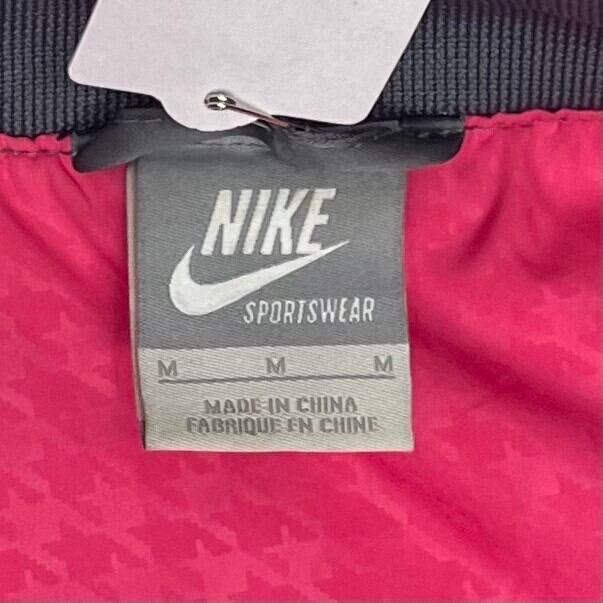 NIKE
SPORTSWEAR
M M M
MADE IN CHINA
FABRIQUE EN CHINE